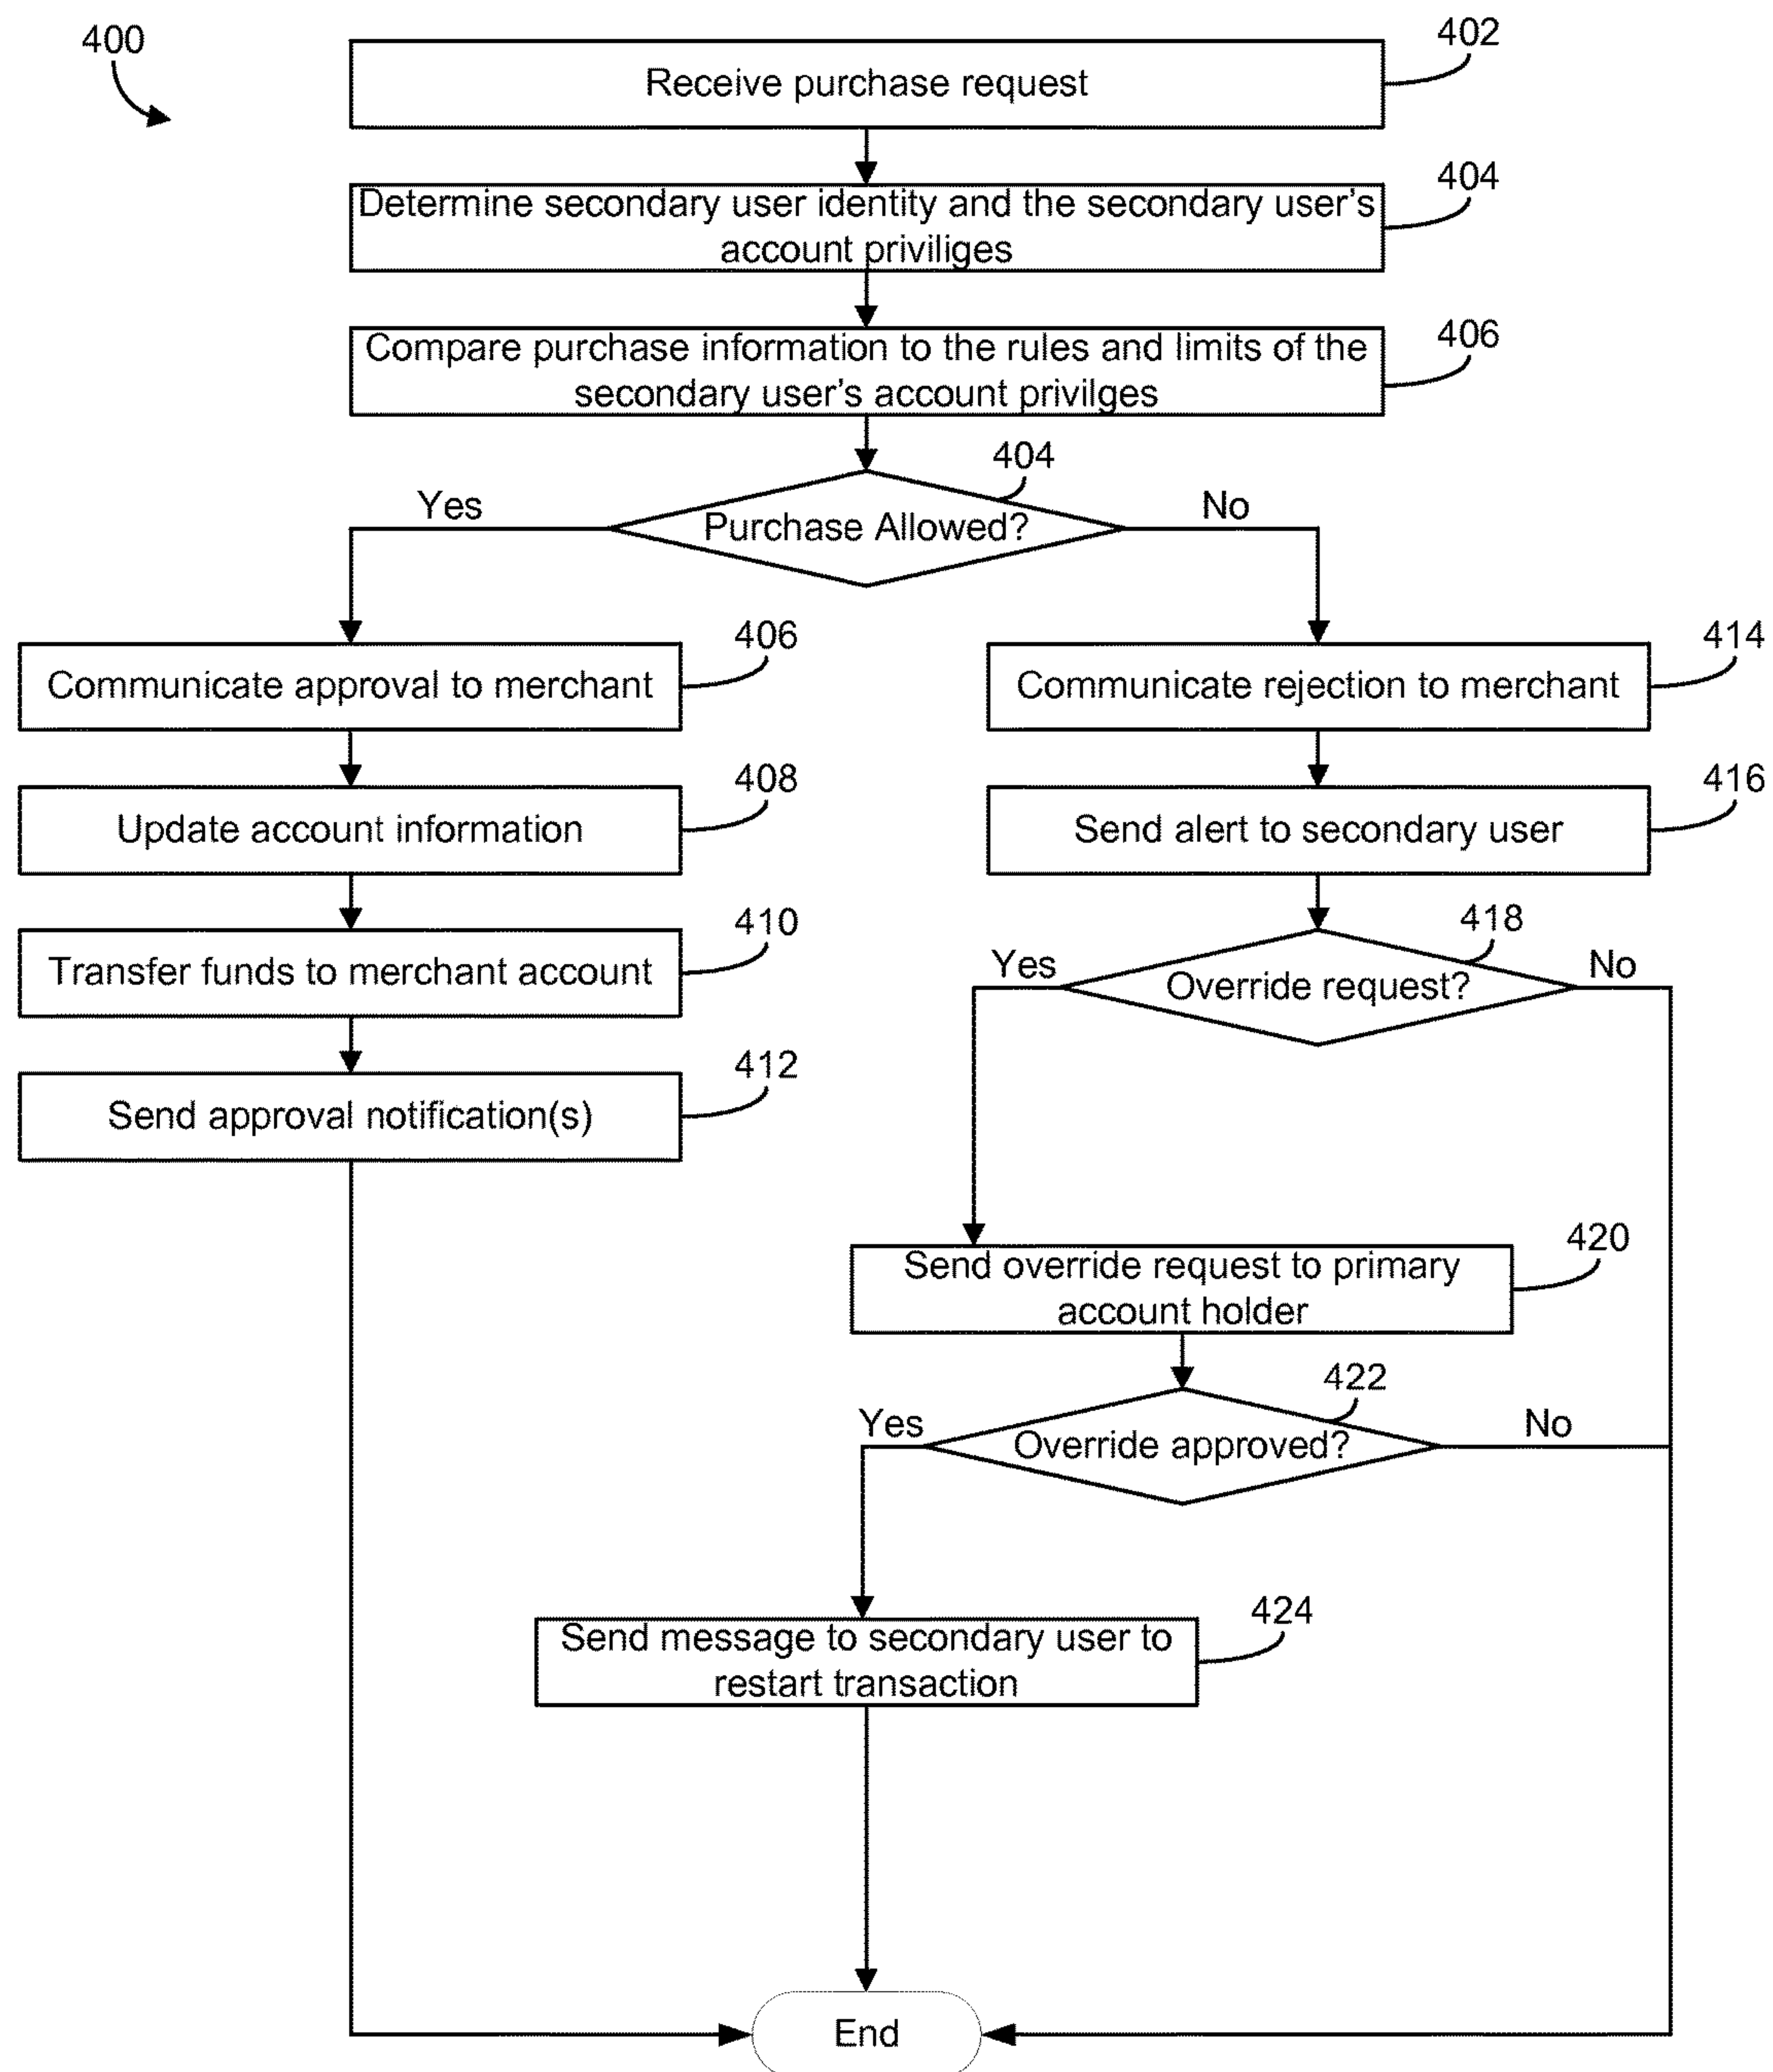 400
402
Receive purchase request
404
Determine secondary user identity and the secondary user's
account priviliges
406
Compare purchase information to the rules and limits of the
secondary user's account privilges
404
Yes
Purchase Allowed?
No
406
Communicate approval to merchant
414
Communicate rejection to merchant
408
Update account information
416
Send alert to secondary user
410
Transfer funds to merchant account
418
Yes
Override request?
No
412
Send approval notification(s)
420
Send override request to primary
account holder
422
Yes
Override approved?
No
424
Send message to secondary user to
restart transaction
End